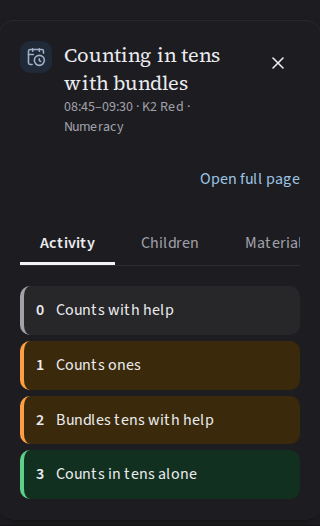 Counting in tens
with bundles
08:45–09:30 · K2 Red ·
Numeracy
Open full page
Activity Children Material
0 Counts with help
1 Counts ones
2 Bundles tens with help
3 Counts in tens alone